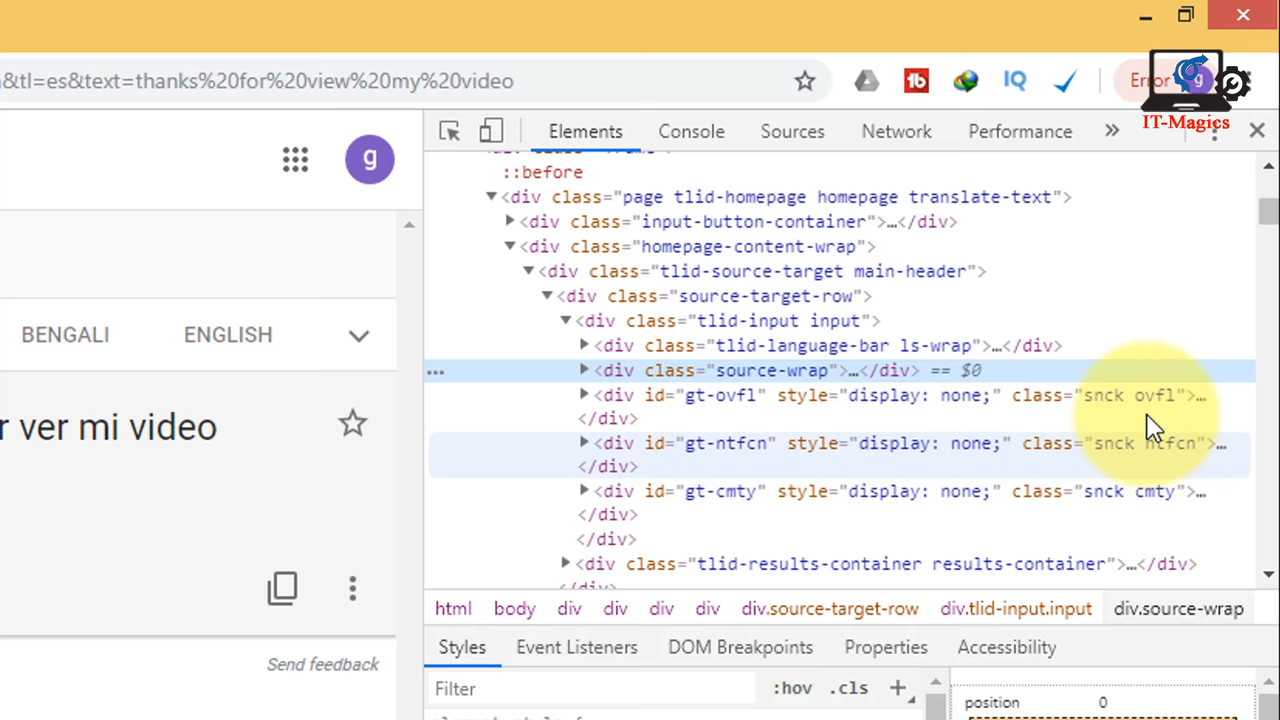 &tl=es&text=thanks%20for%20view%20my%20video
Error
g
IT-Magics
g
Elements Console Sources Network Performance »
::before
▼<div class="page tlid-homepage homepage translate-text">
▶<div class="input-button-container">…</div>
▼<div class="homepage-content-wrap">
▼<div class="tlid-source-target main-header">
▼<div class="source-target-row">
▼<div class="tlid-input input">
▶<div class="tlid-language-bar ls-wrap">…</div>
▶<div class="source-wrap">…</div> == $0
▶<div id="gt-ovfl" style="display: none;" class="snck ovfl">…
</div>
▶<div id="gt-ntfcn" style="display: none;" class="snck ntfcn">…
</div>
▶<div id="gt-cmty" style="display: none;" class="snck cmty">…
</div>
</div>
▶<div class="tlid-results-container results-container">…</div>
BENGALI ENGLISH
r ver mi video
Send feedback
html body div div div div div.source-target-row div.tlid-input.input div.source-wrap
Styles Event Listeners DOM Breakpoints Properties Accessibility
Filter :hov .cls +
position 0